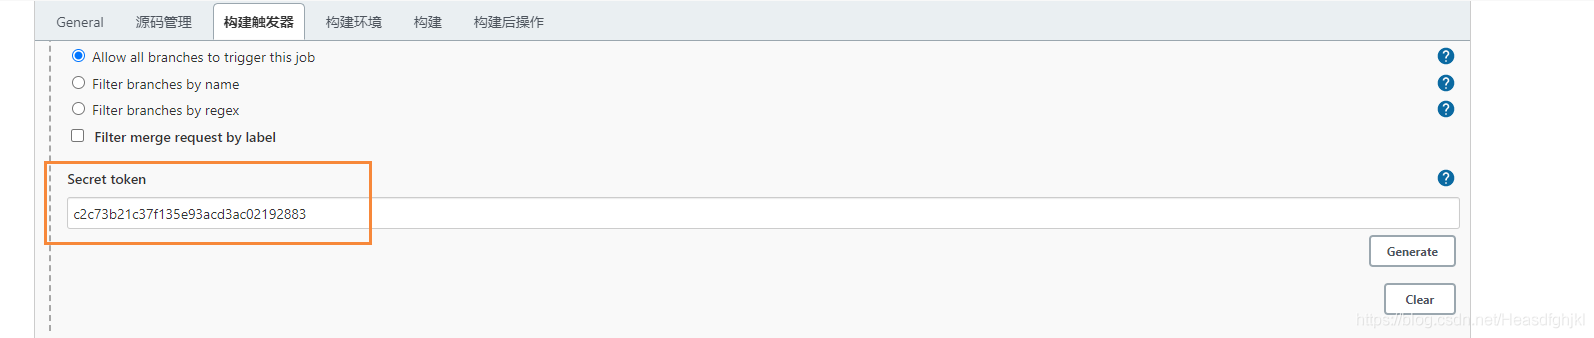 General 源码管理 构建触发器 构建环境 构建 构建后操作
Allow all branches to trigger this job ?
Filter branches by name ?
Filter branches by regex ?
Filter merge request by label
Secret token ?
c2c73b21c37f135e93acd3ac02192883
Generate
Clear
https://blog.csdn.net/Heasdfghjkl